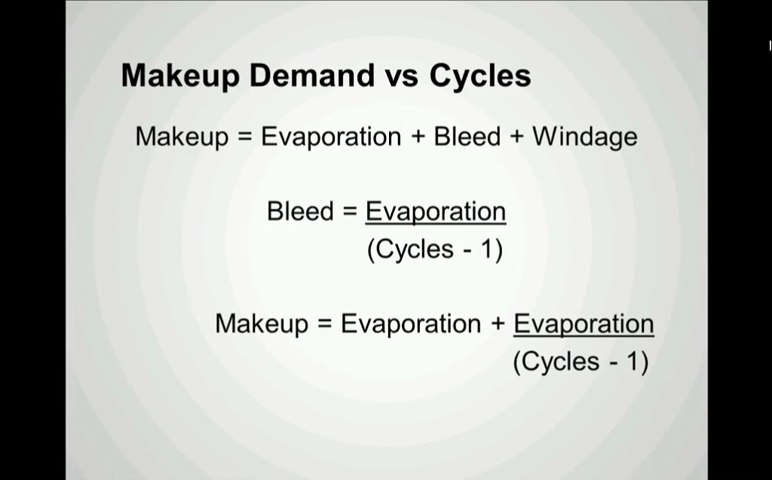 Makeup Demand vs Cycles
Makeup = Evaporation + Bleed + Windage
Bleed = Evaporation
(Cycles - 1)
Makeup = Evaporation + Evaporation
(Cycles - 1)